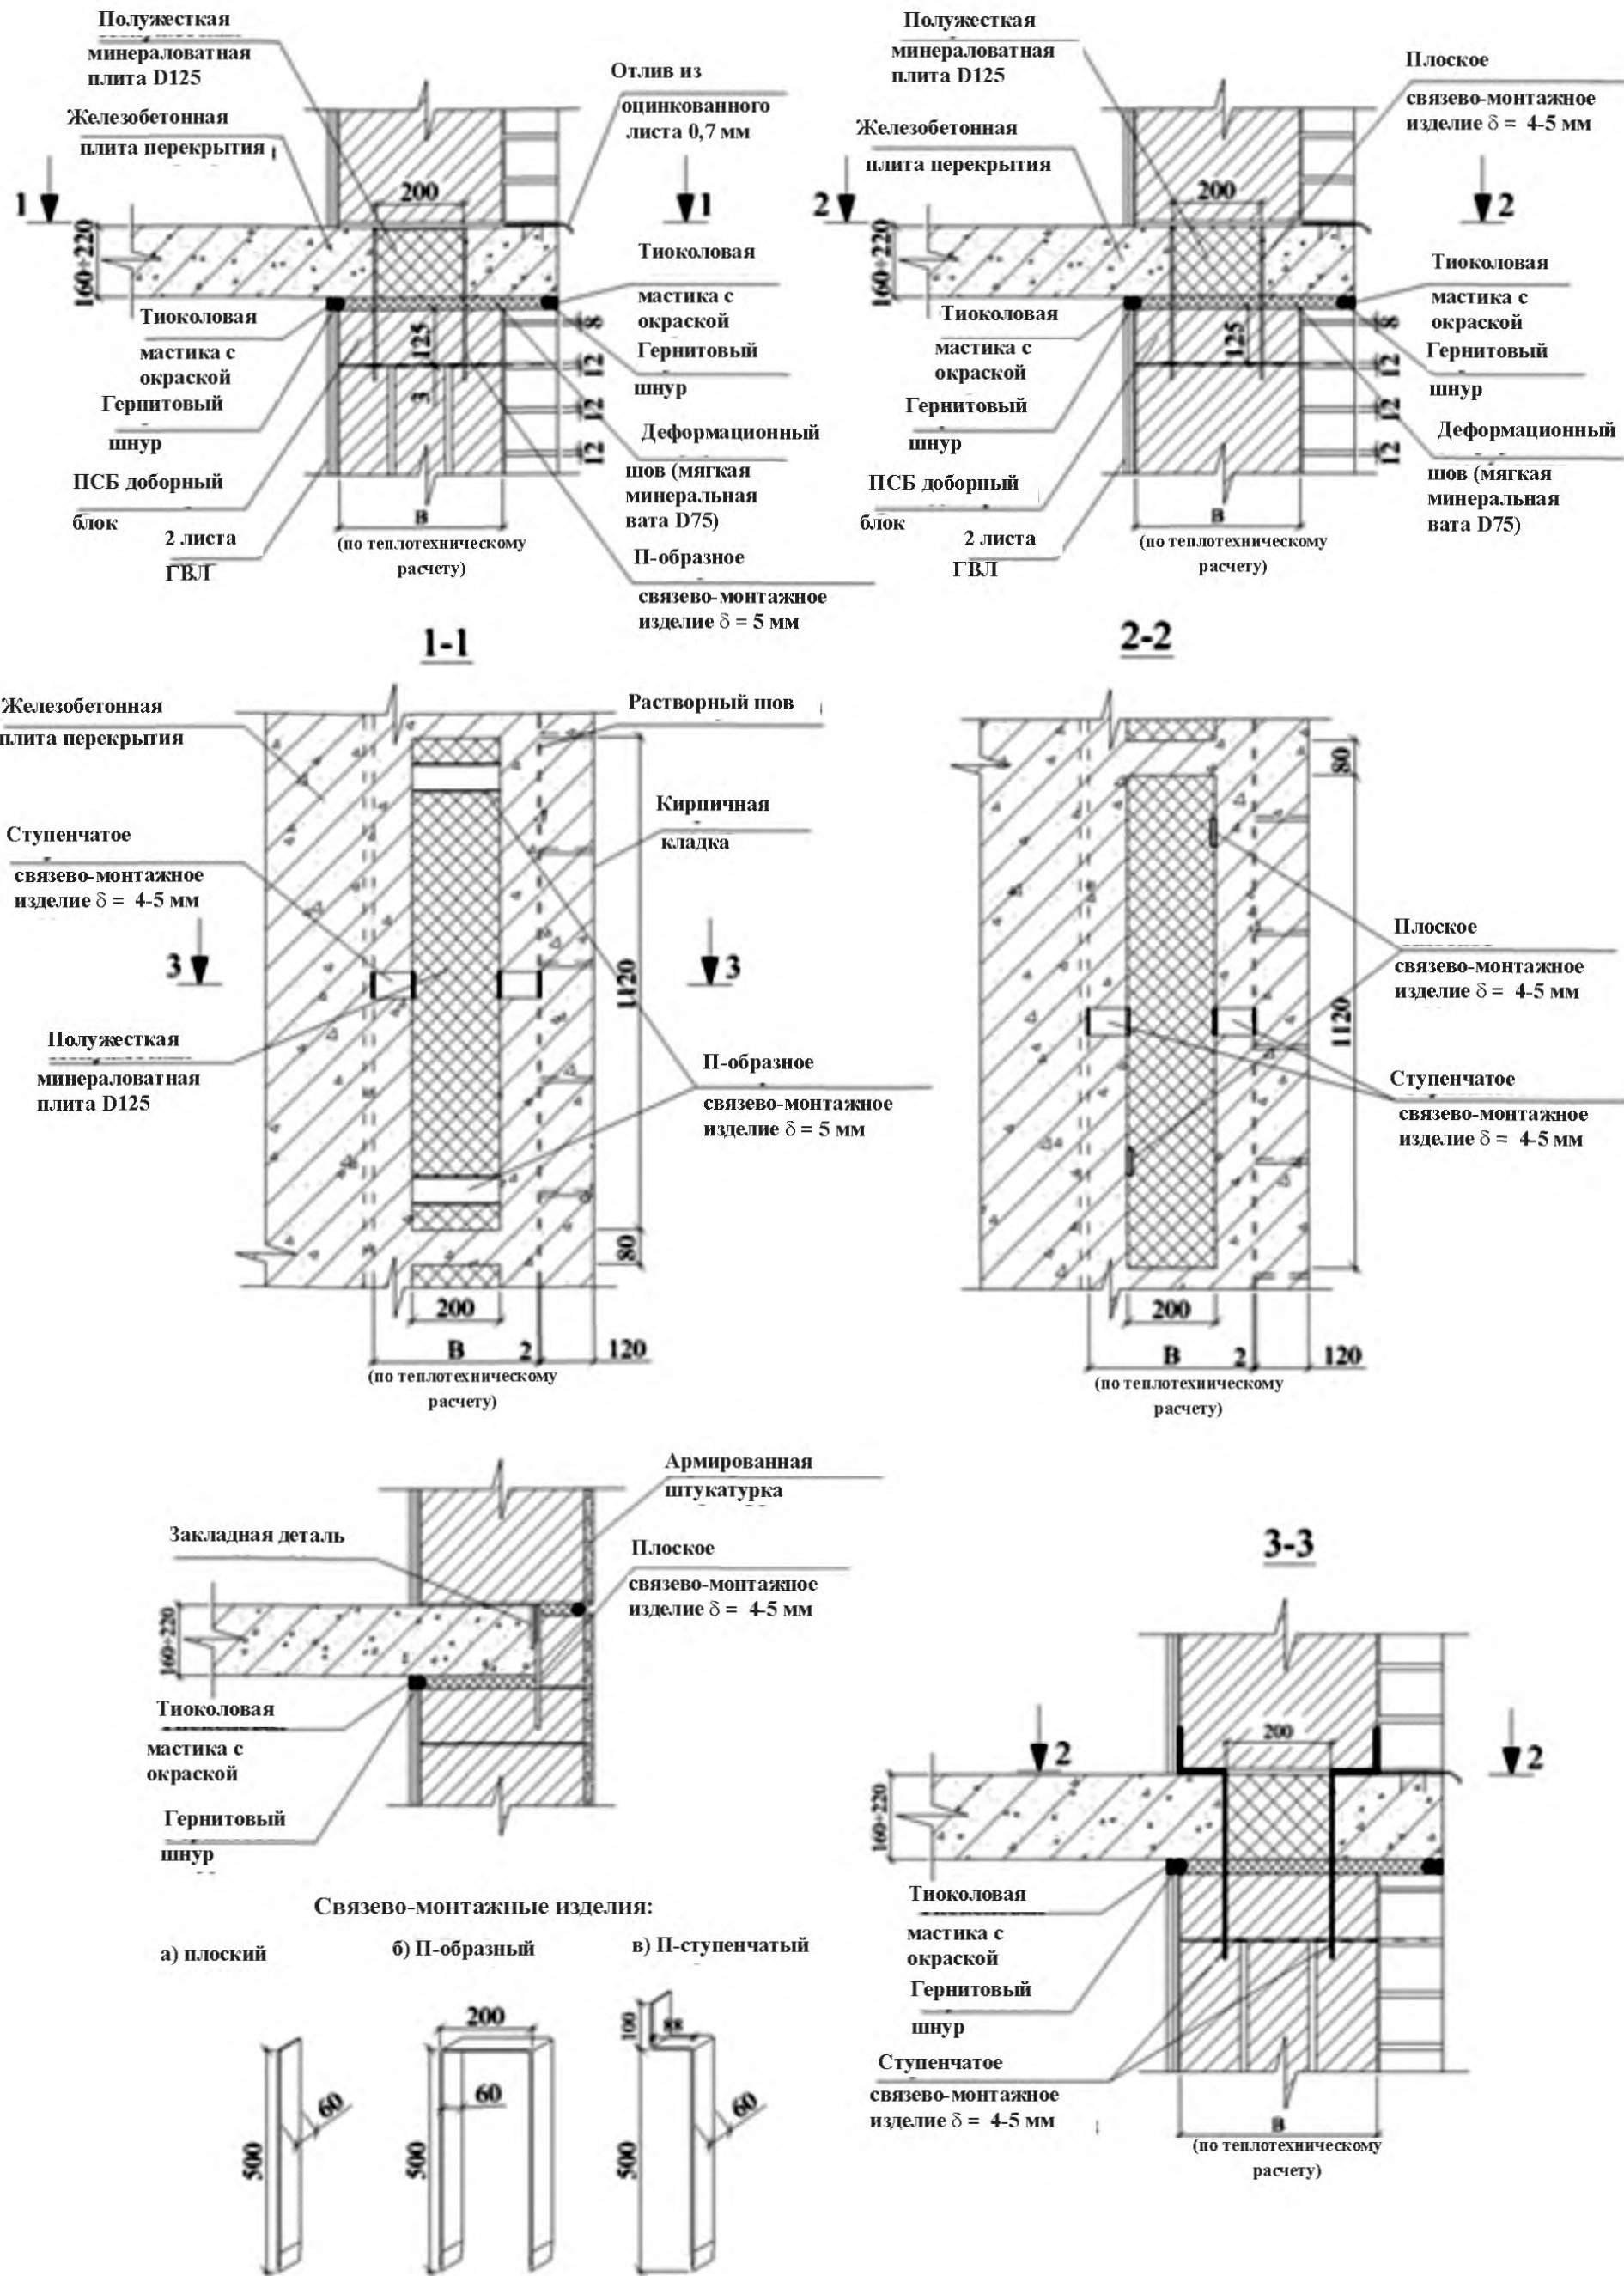 Полужесткая
минераловатная
плита D125
Железобетонная
плита перекрытия
Отлив из
оцинкованного
листа 0,7 мм
1
1
200
160÷220
Тиоколовая
мастика с
окраской
Гернитовый
шнур
ПСБ доборный
блок
2 листа
ГВЛ
125
3
8
12
12
12
Тиоколовая
мастика с
окраской
Гернитовый
шнур
Деформационный
шов (мягкая
минеральная
вата D75)
П-образное
связево-монтажное
изделие δ = 5 мм
В
(по теплотехническому
расчету)
Полужесткая
минераловатная
плита D125
Железобетонная
плита перекрытия
Плоское
связево-монтажное
изделие δ = 4-5 мм
2
2
200
160÷220
Тиоколовая
мастика с
окраской
Гернитовый
шнур
ПСБ доборный
блок
2 листа
ГВЛ
125
8
12
12
12
Тиоколовая
мастика с
окраской
Гернитовый
шнур
Деформационный
шов (мягкая
минеральная
вата D75)
В
(по теплотехническому
расчету)
1-1
Железобетонная
плита перекрытия
Растворный шов
Ступенчатое
связево-монтажное
изделие δ = 4-5 мм
Кирпичная
кладка
3
3
1120
Полужесткая
минераловатная
плита D125
П-образное
связево-монтажное
изделие δ = 5 мм
80
200
В
2
120
(по теплотехническому
расчету)
2-2
80
Плоское
связево-монтажное
изделие δ = 4-5 мм
1120
Ступенчатое
связево-монтажное
изделие δ = 4-5 мм
200
В
2
120
(по теплотехническому
расчету)
Армированная
штукатурка
Закладная деталь
Плоское
связево-монтажное
изделие δ = 4-5 мм
160÷220
Тиоколовая
мастика с
окраской
Гернитовый
шнур
3-3
200
2
2
160÷220
Тиоколовая
мастика с
окраской
Гернитовый
шнур
Ступенчатое
связево-монтажное
изделие δ = 4-5 мм
В
(по теплотехническому
расчету)
Связево-монтажные изделия:
а) плоский
б) П-образный
в) П-ступенчатый
500
60
200
60
500
100
88
60
500